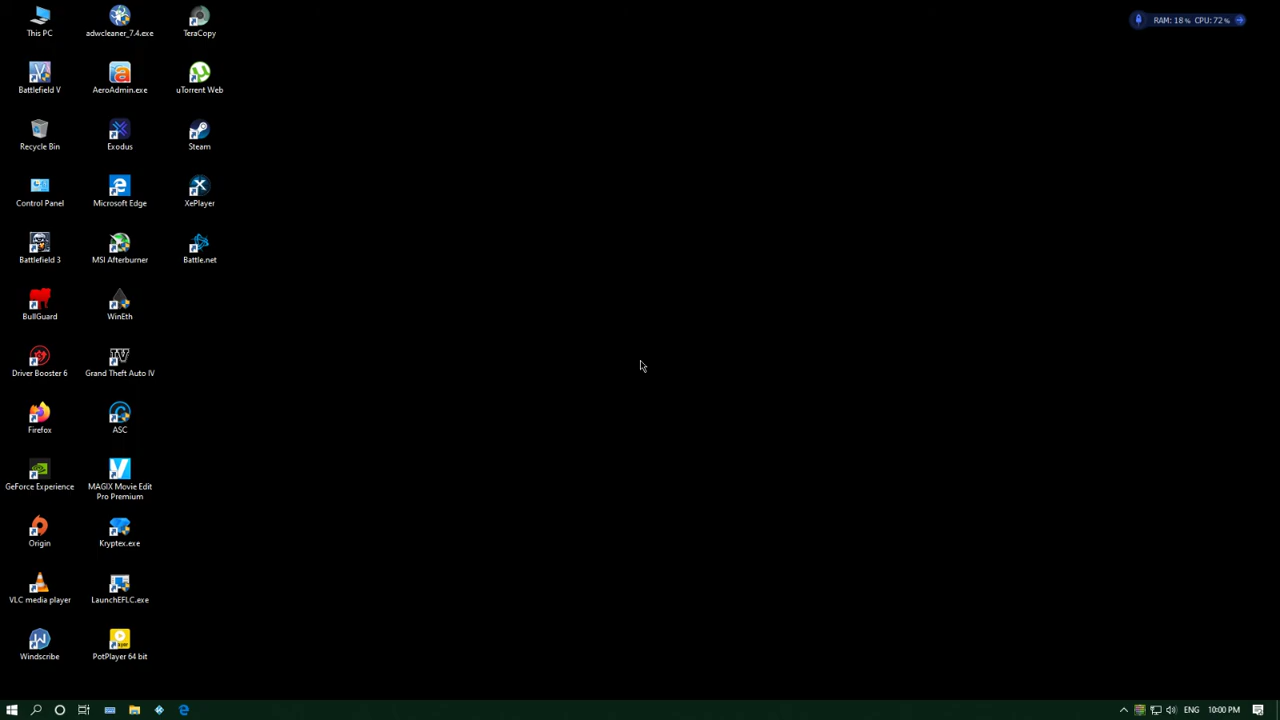 This PC
adwcleaner_7.4.exe
TeraCopy
RAM: 18% CPU: 72%
Battlefield V
AeroAdmin.exe
uTorrent Web
Recycle Bin
Exodus
Steam
Control Panel
Microsoft Edge
XePlayer
Battlefield 3
MSI Afterburner
Battle.net
BullGuard
WinEth
Driver Booster 6
Grand Theft Auto IV
Firefox
ASC
GeForce Experience
MAGIX Movie Edit
Pro Premium
Origin
Kryptex.exe
VLC media player
LaunchEFLC.exe
Windscribe
PotPlayer 64 bit
ENG
10:00 PM